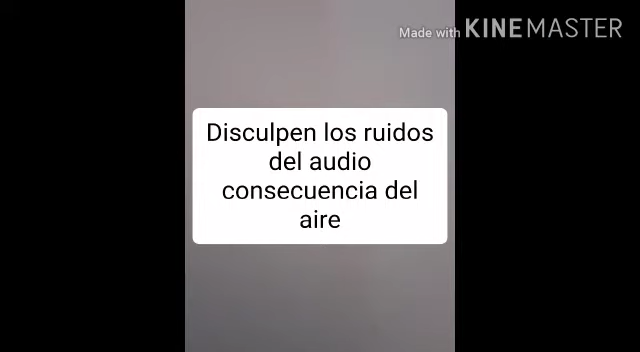 Made with KINEMASTER
Disculpen los ruidos
del audio
consecuencia del
aire